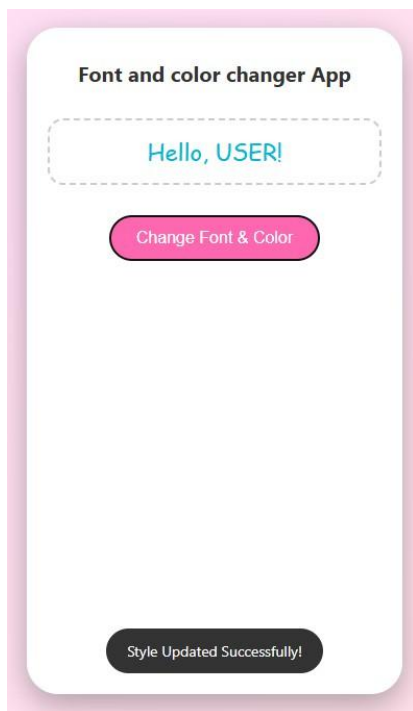 Font and color changer App
Hello, USER!
Change Font & Color
Style Updated Successfully!